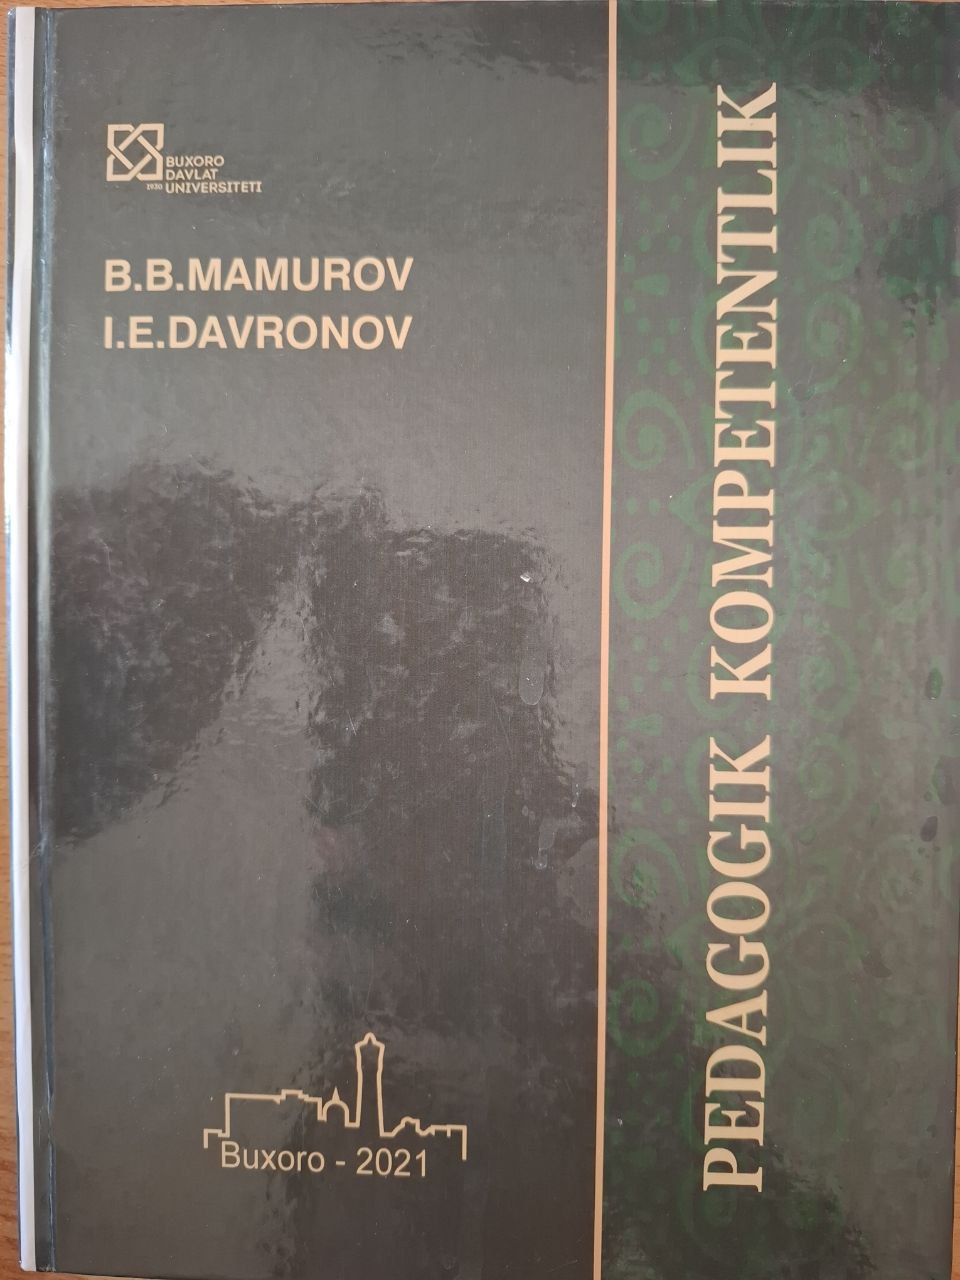 BUXORO
DAVLAT
1930 UNIVERSITETI
B.B.MAMUROV
I.E.DAVRONOV
PEDAGOGIK KOMPETENTLIK
Buxoro - 2021